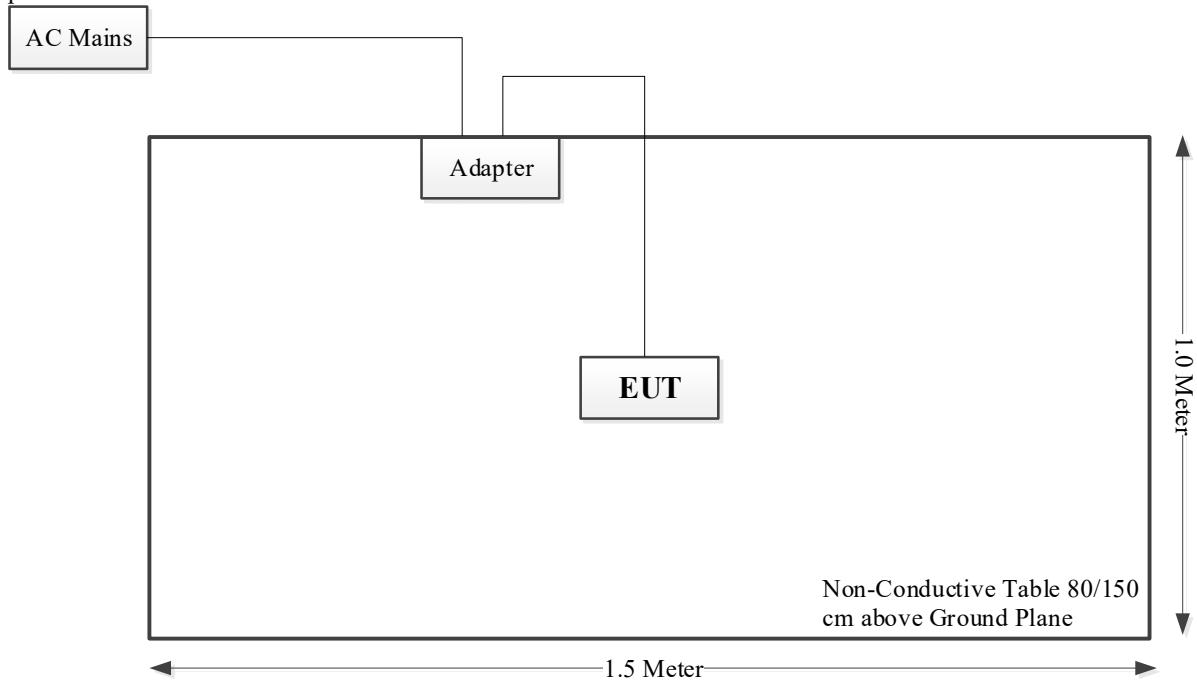 AC Mains
Adapter
EUT
1.0 Meter
Non-Conductive Table 80/150
cm above Ground Plane
1.5 Meter